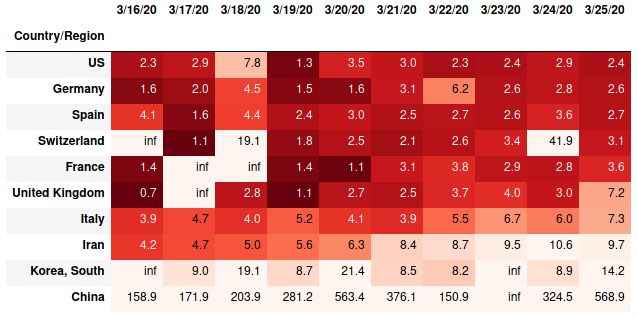 3/16/20 3/17/20 3/18/20 3/19/20 3/20/20 3/21/20 3/22/20 3/23/20 3/24/20 3/25/20
Country/Region
US 2.3 2.9 7.8 1.3 3.5 3.0 2.3 2.4 2.9 2.4
Germany 1.6 2.0 4.5 1.5 1.6 3.1 6.2 2.6 2.8 2.6
Spain 4.1 1.6 4.4 2.4 3.0 2.5 2.7 2.6 3.6 2.7
Switzerland inf 1.1 19.1 1.8 2.5 2.1 2.6 3.4 41.9 3.1
France 1.4 inf inf 1.4 1.1 3.1 3.8 2.9 2.8 3.6
United Kingdom 0.7 inf 2.8 1.1 2.7 2.5 3.7 4.0 3.0 7.2
Italy 3.9 4.7 4.0 5.2 4.1 3.9 5.5 6.7 6.0 7.3
Iran 4.2 4.7 5.0 5.6 6.3 8.4 8.7 9.5 10.6 9.7
Korea, South inf 9.0 19.1 8.7 21.4 8.5 8.2 inf 8.9 14.2
China 158.9 171.9 203.9 281.2 563.4 376.1 150.9 inf 324.5 568.9